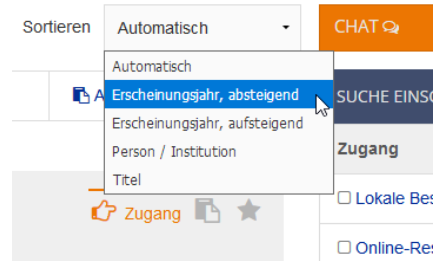 Sortieren Automatisch CHAT
Automatisch
A Erscheinungsjahr, absteigend SUCHE EINS
Erscheinungsjahr, aufsteigend
Person / Institution Zugang
Titel
Zugang Lokale Bes
Online-Res